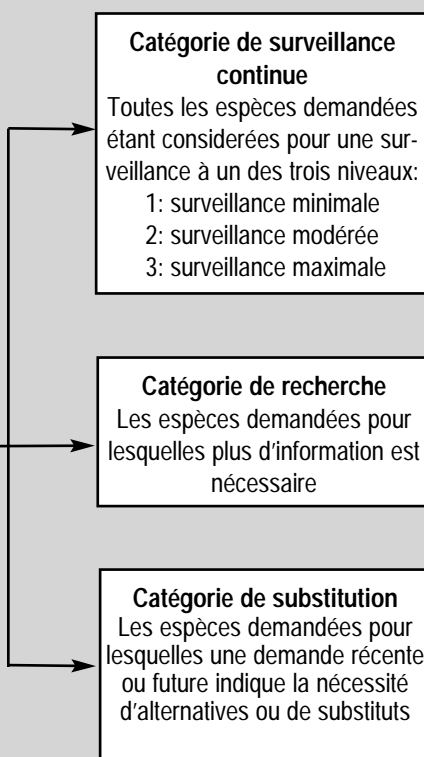 Catégorie de surveillance
continue
Toutes les espèces demandées
étant considerées pour une sur-
veillance à un des trois niveaux:
1: surveillance minimale
2: surveillance modérée
3: surveillance maximale
Catégorie de recherche
Les espèces demandées pour
lesquelles plus d'information est
nécessaire
Catégorie de substitution
Les espèces demandées pour
lesquelles une demande récente
ou future indique la nécessité
d'alternatives ou de substituts